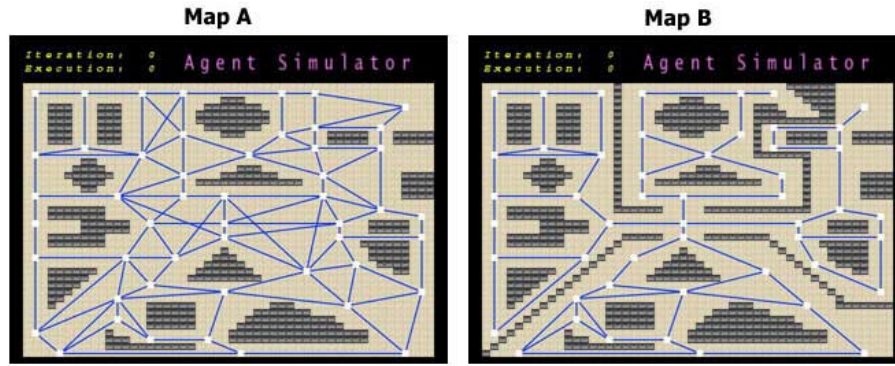 Map A
Map B
Iteration: 0
Execution: 0
Agent Simulator
Iteration: 0
Execution: 0
Agent Simulator